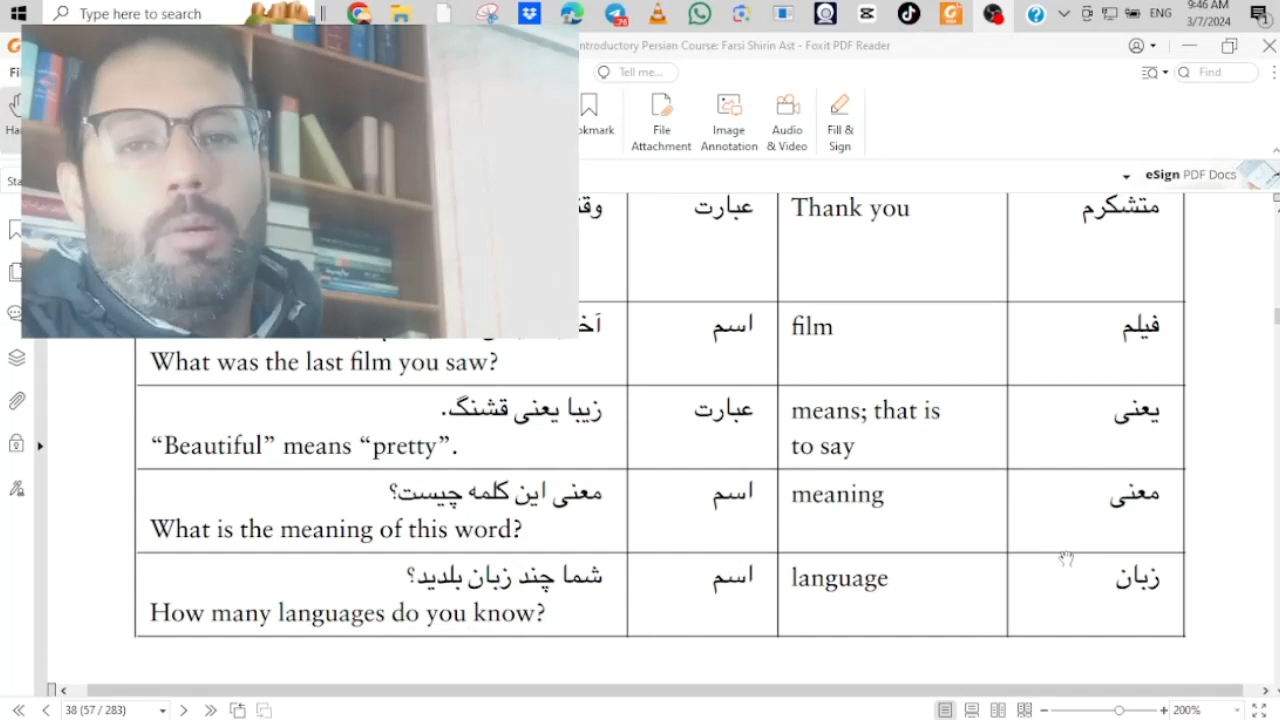 Type here to search
ENG
9:46 AM
3/7/2024
ntroductory Persian Course: Farsi Shirin Ast - Foxit PDF Reader
Tell me...
Find
File Attachment
Image Annotation
Audio & Video
Fill & Sign
eSign PDF Docs
متشکرم
Thank you
عبارت
فیلم
film
اسم
What was the last film you saw?
یعنی
means; that is
to say
عبارت
زیبا یعنی قشنگ.
“Beautiful” means “pretty”.
معنی
meaning
اسم
معنی این کلمه چیست؟
What is the meaning of this word?
زبان
language
اسم
شما چند زبان بلدید؟
How many languages do you know?
38 (57 / 283)
200%